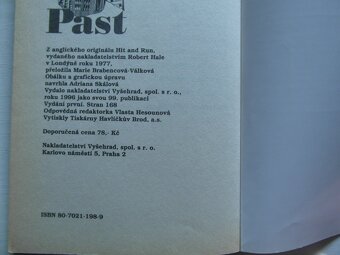 Past
Z anglického originálu Hit and Run,
vydaného nakladatelstvím Robert Hale
v Londýně roku 1977,
přeložila Marie Brabencová-Válková
Obálku a grafickou úpravu
navrhla Adriana Skálová
Vydalo nakladatelství Vyšehrad, spol. s r. o.,
roku 1996 jako svou 99. publikaci
Vydání první. Stran 168
Odpovědná redaktorka Vlasta Hesounová
Vytiskly Tiskárny Havlíčkův Brod, a.s.
Doporučená cena 78,- Kč
Nakladatelství Vyšehrad, spol. s r. o.
Karlovo náměstí 5, Praha 2
ISBN 80-7021-198-9